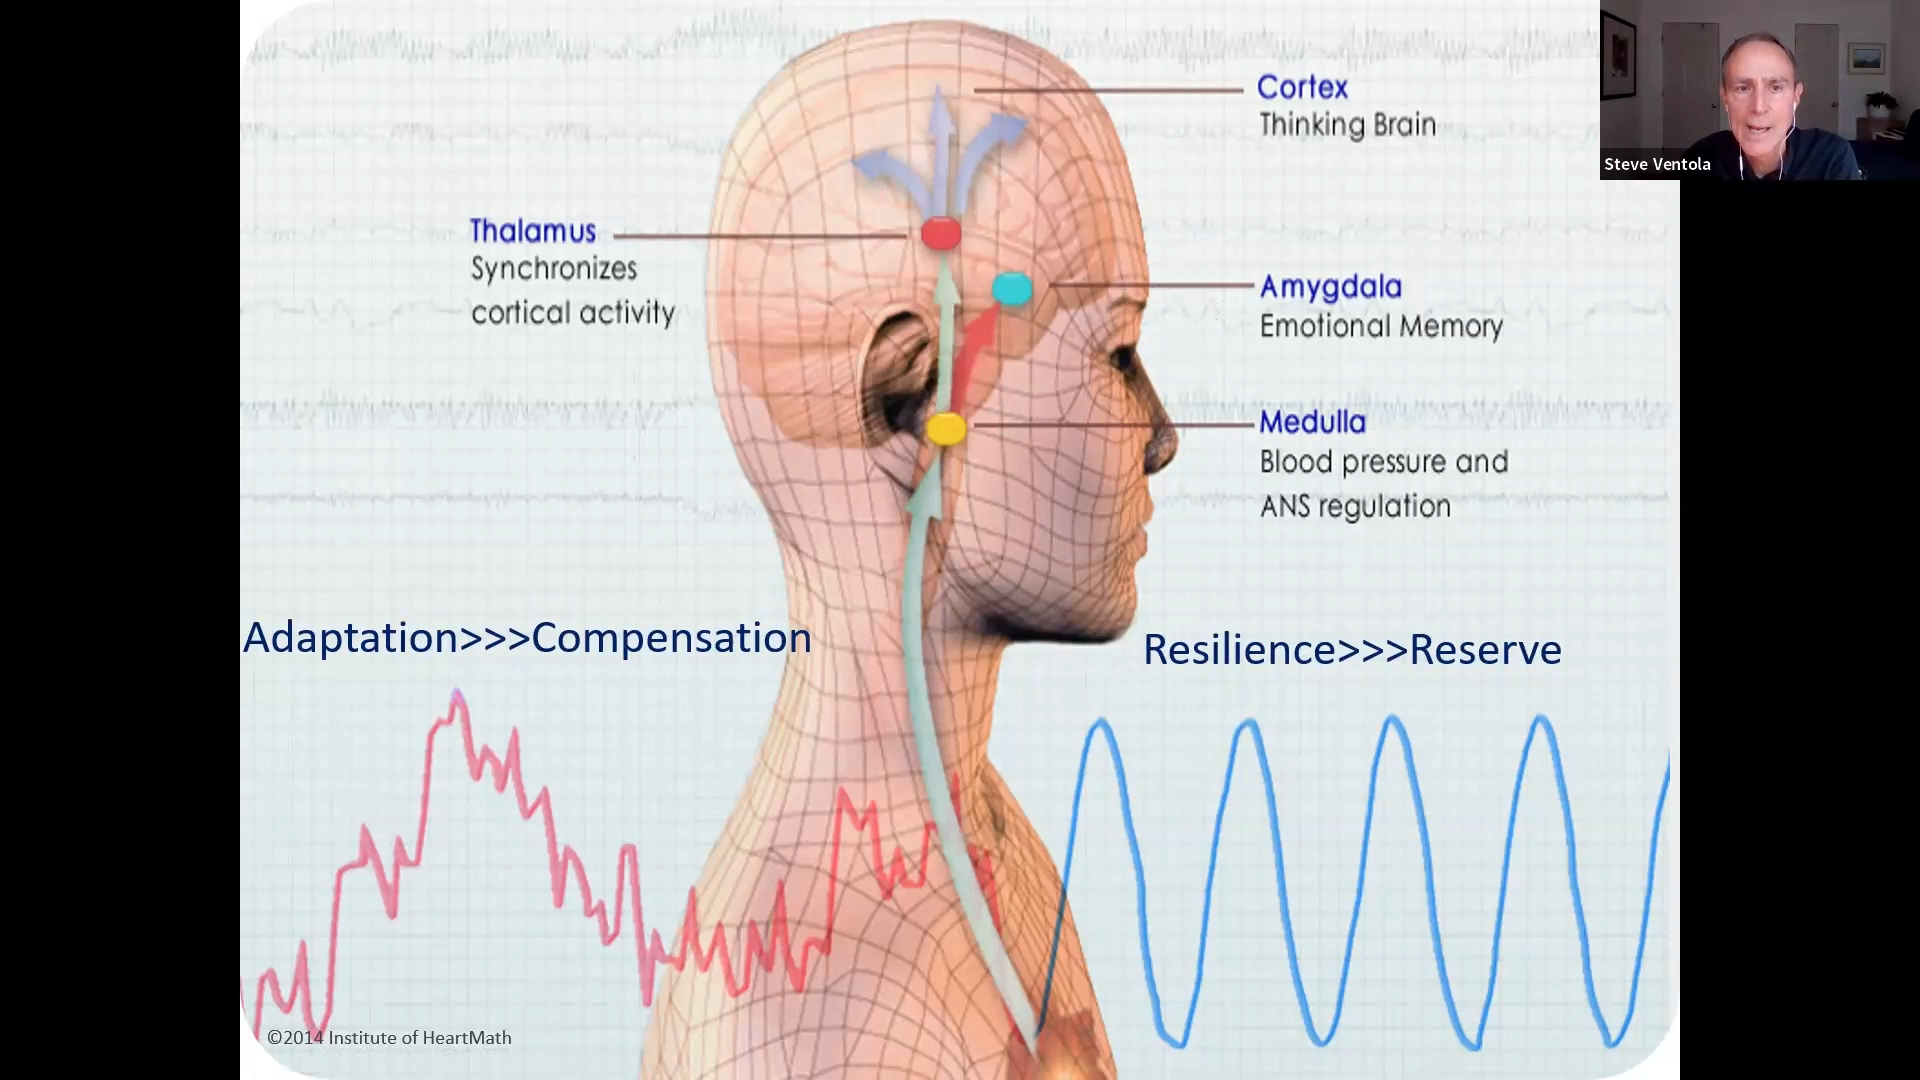 Cortex
Thinking Brain
Steve Ventola
Thalamus
Synchronizes
cortical activity
Amygdala
Emotional Memory
Medulla
Blood pressure and
ANS regulation
Adaptation>>>Compensation
Resilience>>>Reserve
©2014 Institute of HeartMath